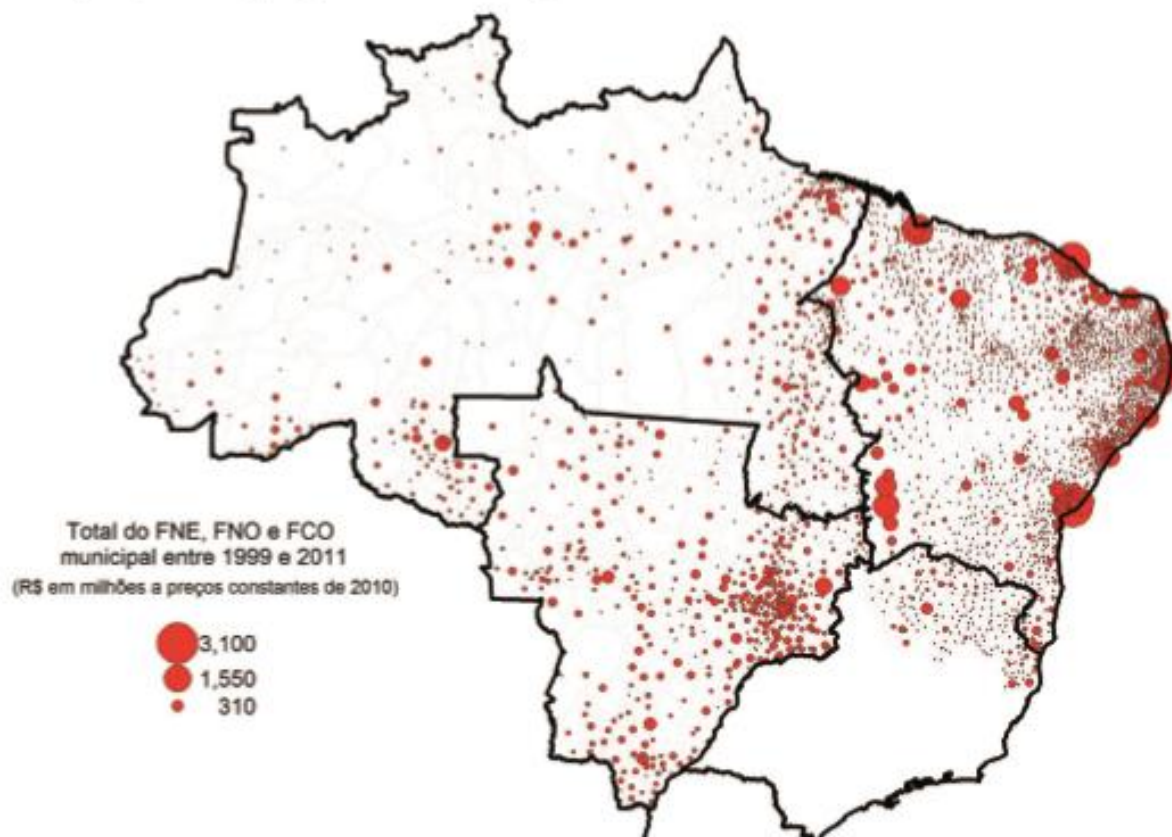 Total do FNE, FNO e FCO
municipal entre 1999 e 2011
(R$ em milhões a preços constantes de 2010)
3,100
1,550
310